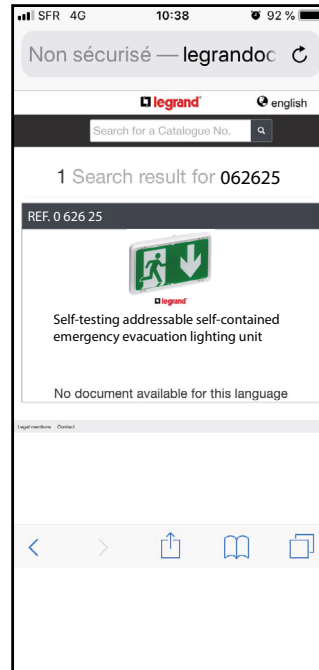 SFR 4G 10:38 92 %
Non sécurisé — legrandoc
legrand english
Search for a Catalogue No.
1 Search result for 062625
REF. 0 626 25
legrand
Self-testing addressable self-contained
emergency evacuation lighting unit
No document available for this language
Legal mentions Contact